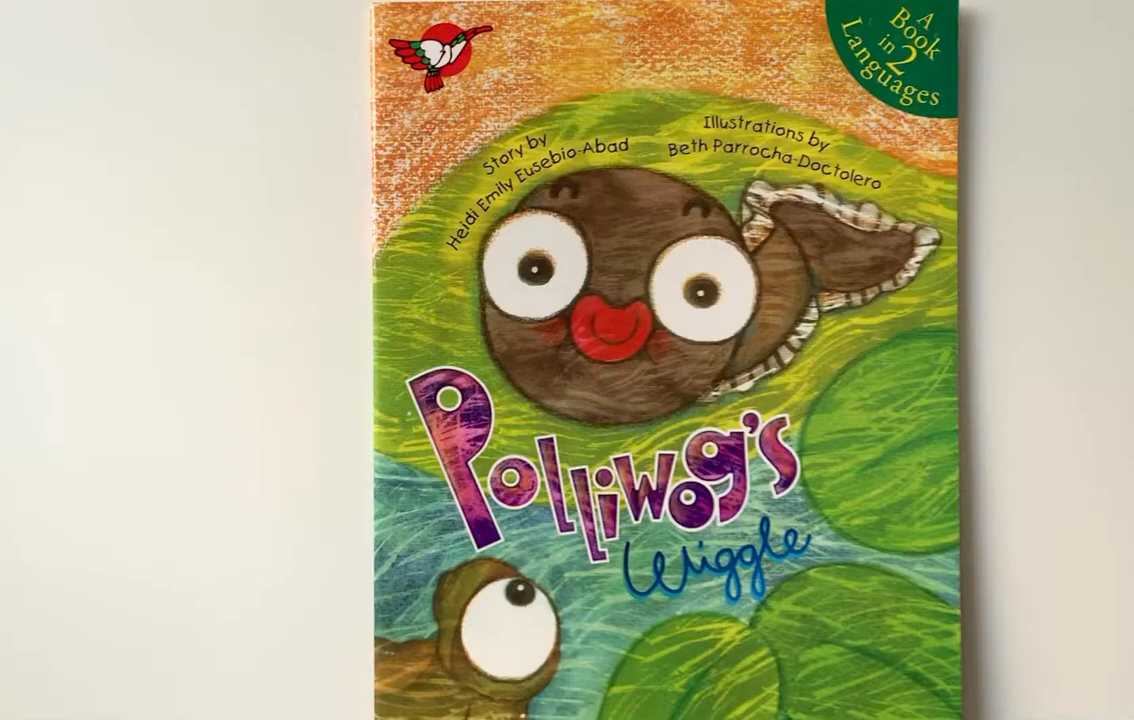 A
Book
in 2
Languages
Story by
Heidi Emily Eusebio-Abad
Illustrations by
Beth Parrocha-Doctolero
Polliwog's
Wiggle